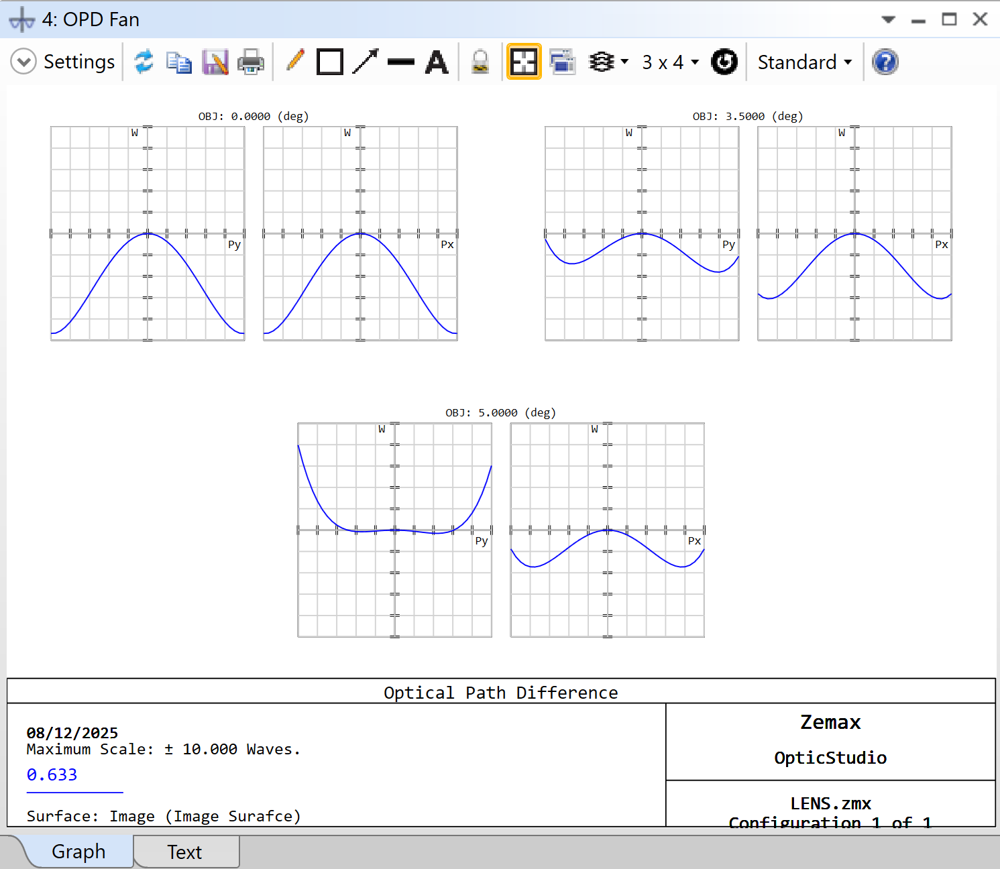 4: OPD Fan
Settings
A
3 x 4
Standard
?
OBJ: 0.0000 (deg)
OBJ: 3.5000 (deg)
W
W
W
W
Py
Px
Py
Px
OBJ: 5.0000 (deg)
W
W
Py
Px
Optical Path Difference
08/12/2025
Maximum Scale: ± 10.000 Waves.
0.633
Surface: Image (Image Surafce)
Zemax
OpticStudio
LENS.zmx
Configuration 1 of 1
Graph
Text